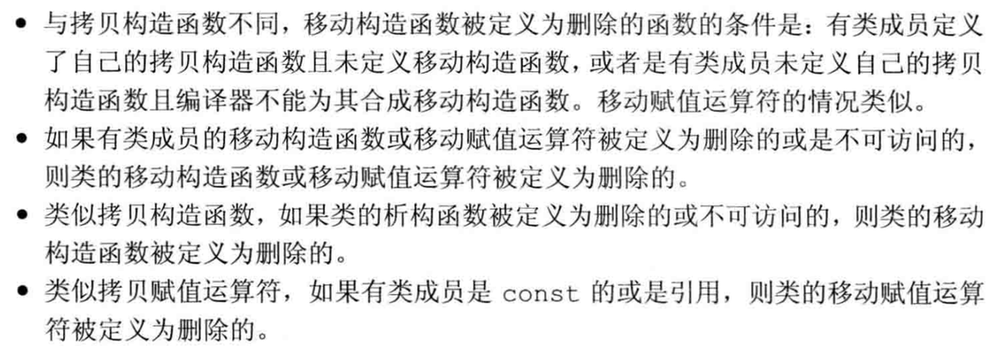 • 与拷贝构造函数不同，移动构造函数被定义为删除的函数的条件是：有类成员定义
了自己的拷贝构造函数且未定义移动构造函数，或者是有类成员未定义自己的拷贝
构造函数且编译器不能为其合成移动构造函数。移动赋值运算符的情况类似。
• 如果有类成员的移动构造函数或移动赋值运算符被定义为删除的或是不可访问的，
则类的移动构造函数或移动赋值运算符被定义为删除的。
• 类似拷贝构造函数，如果类的析构函数被定义为删除的或不可访问的，则类的移动
构造函数被定义为删除的。
• 类似拷贝赋值运算符，如果有类成员是 const 的或是引用，则类的移动赋值运算
符被定义为删除的。